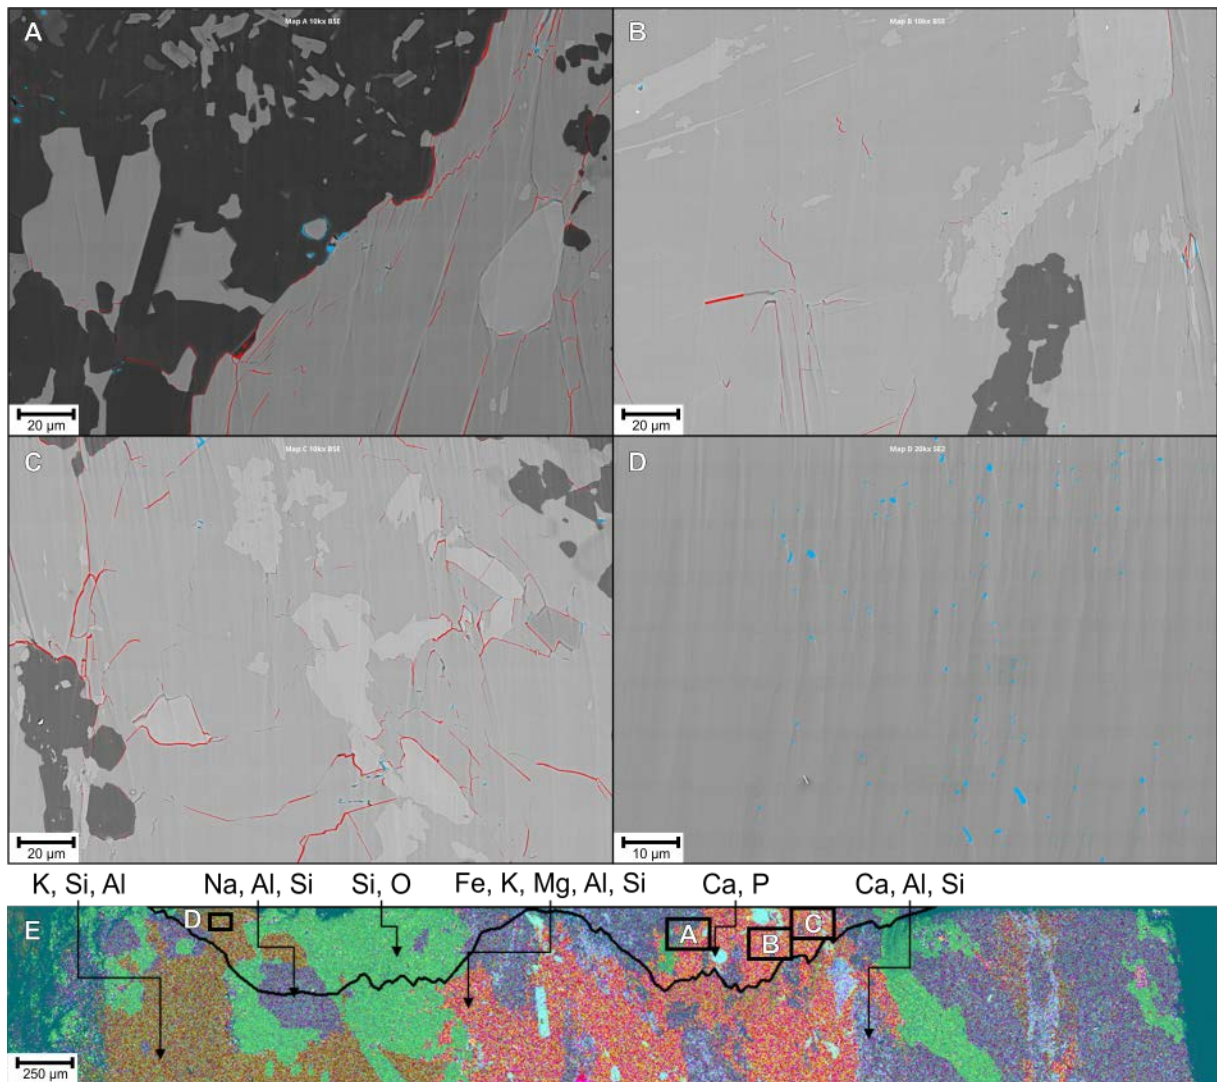 A
Map A 10kx BSE
20 µm
B
Map B 10kx BSE
20 µm
C
Map C 10kx BSE
20 µm
D
Map D 20kx SE2
10 µm
K, Si, Al
Na, Al, Si
Si, O
Fe, K, Mg, Al, Si
Ca, P
Ca, Al, Si
E
D
A
B
C
250 µm